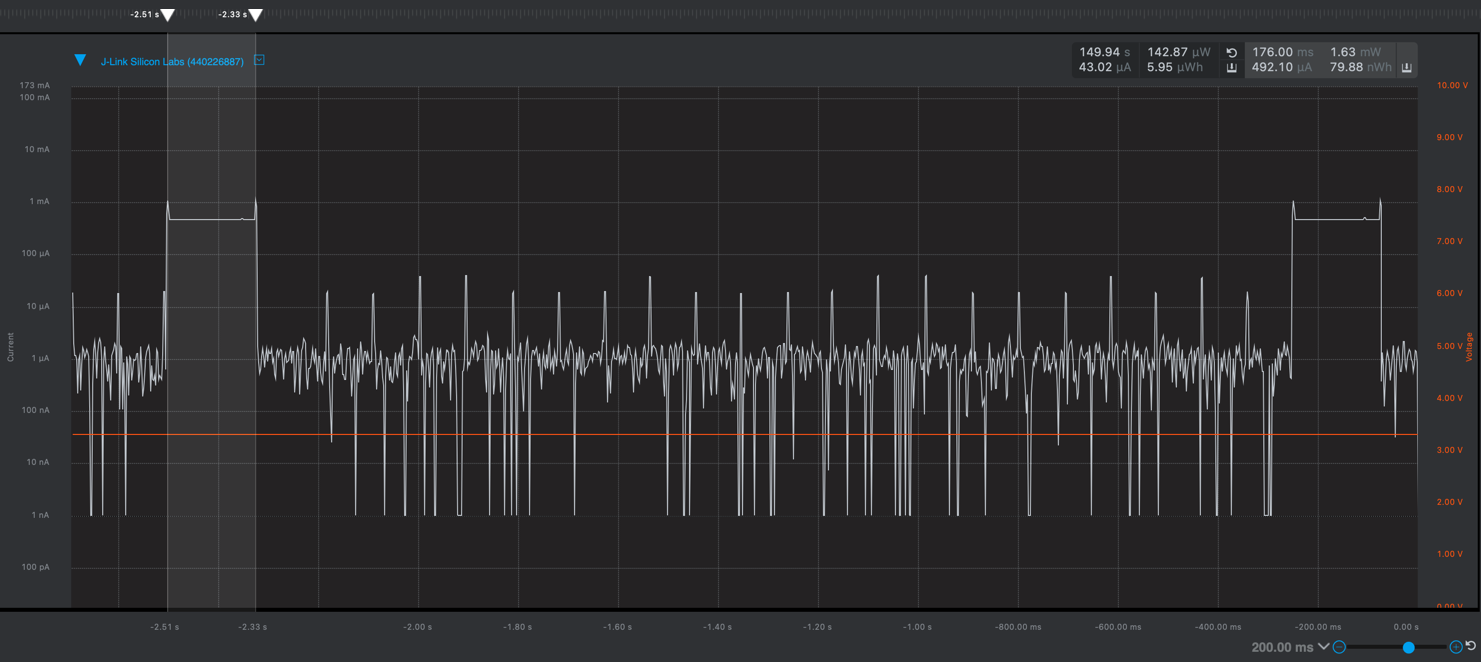 -2.51 s -2.33 s
J-Link Silicon Labs (440226887)
149.94 s 142.87 µW 176.00 ms 1.63 mW
43.02 µA 5.95 µWh 492.10 µA 79.88 nWh
173 mA 10.00 V
100 mA
9.00 V
10 mA
8.00 V
1 mA
7.00 V
100 µA
6.00 V
10 µA
5.00 V
1 µA
Current
Voltage
4.00 V
100 nA
3.00 V
10 nA
2.00 V
1 nA
1.00 V
100 pA
0.00 V
-2.51 s -2.33 s -2.00 s -1.80 s -1.60 s -1.40 s -1.20 s -1.00 s -800.00 ms -600.00 ms -400.00 ms -200.00 ms 0.00 s
200.00 ms